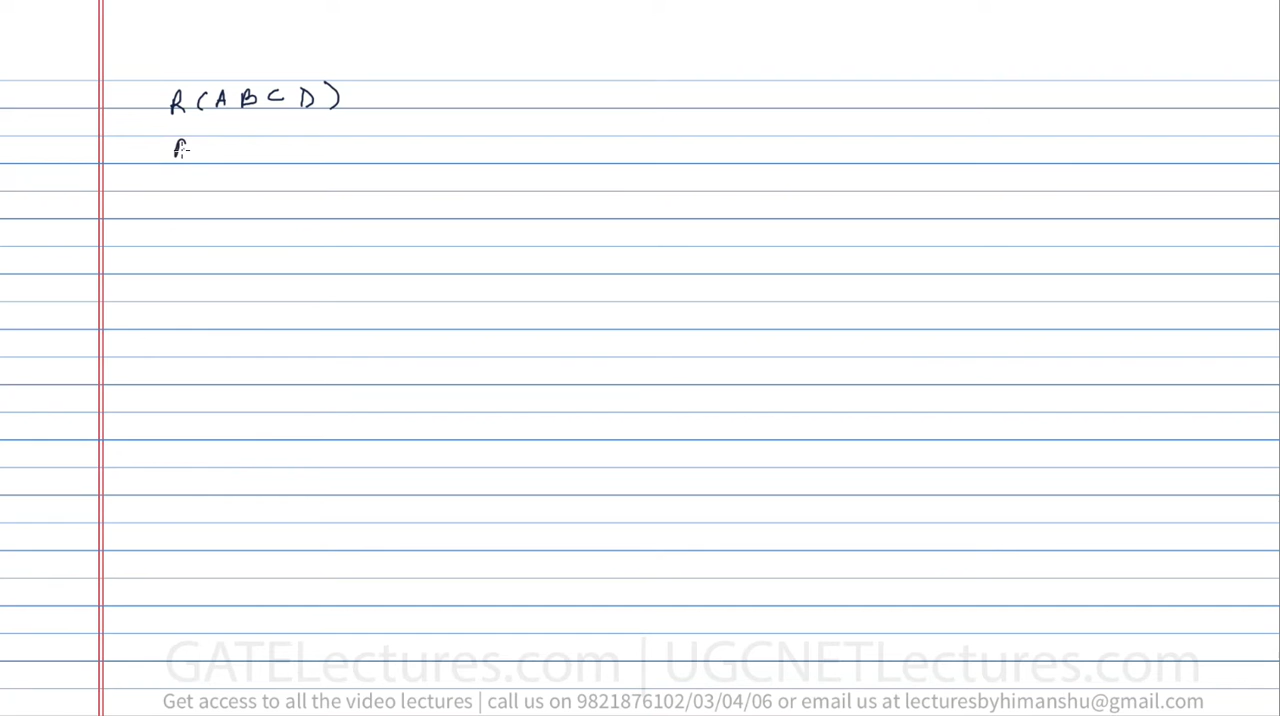 R ( A B C D )
A
GATELectures.com | UGCNETLectures.com
Get access to all the video lectures | call us on 9821876102/03/04/06 or email us at lecturesbyhimanshu@gmail.com